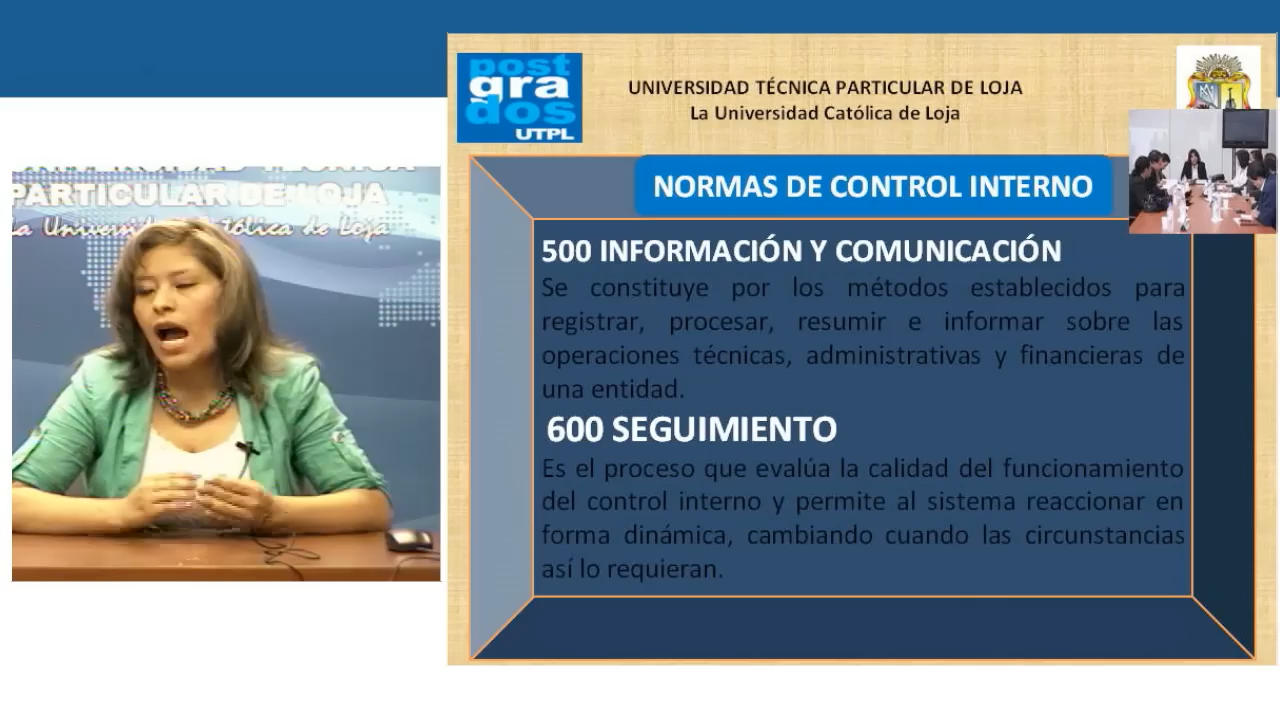 post
gra
dos
UTPL
UNIVERSIDAD TÉCNICA PARTICULAR DE LOJA
La Universidad Católica de Loja
NORMAS DE CONTROL INTERNO
500 INFORMACIÓN Y COMUNICACIÓN
Se constituye por los métodos establecidos para
registrar, procesar, resumir e informar sobre las
operaciones técnicas, administrativas y financieras de
una entidad.
600 SEGUIMIENTO
Es el proceso que evalúa la calidad del funcionamiento
del control interno y permite al sistema reaccionar en
forma dinámica, cambiando cuando las circunstancias
así lo requieran.
PARTICULAR DE LOJA
de Loja